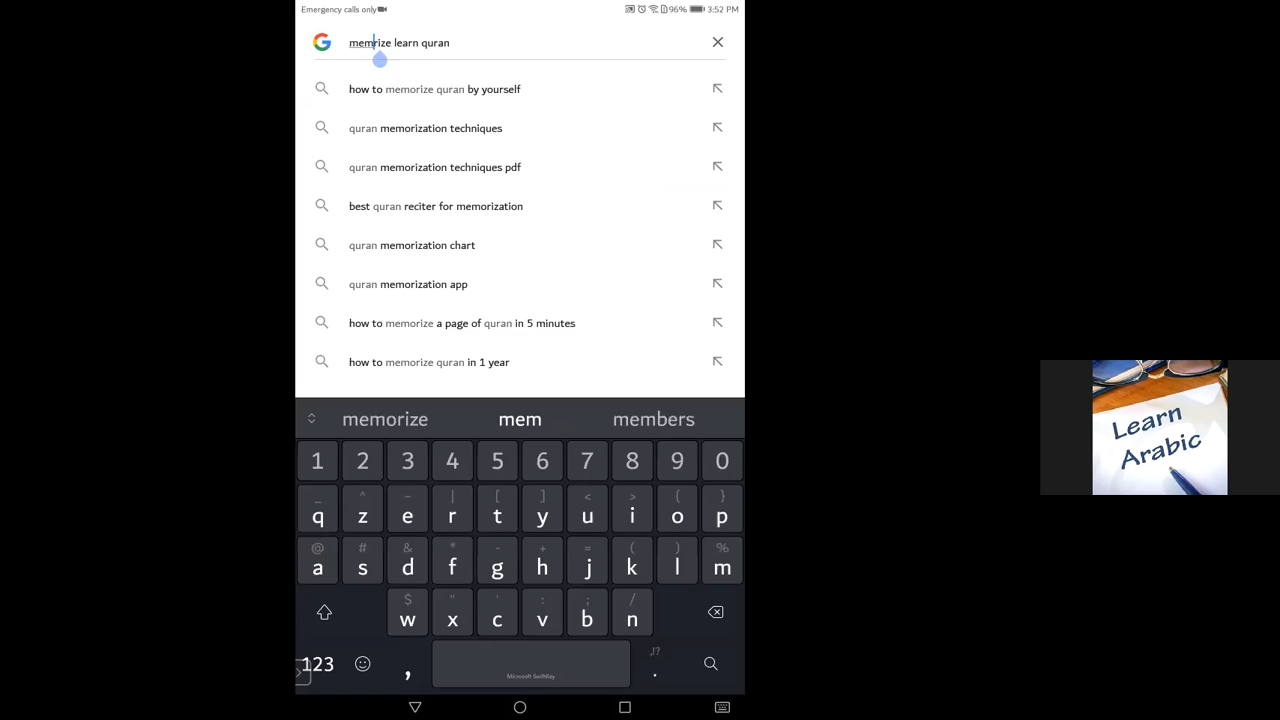 Emergency calls only
96% 3:52 PM
memrize learn quran
how to memorize quran by yourself
quran memorization techniques
quran memorization techniques pdf
best quran reciter for memorization
quran memorization chart
quran memorization app
how to memorize a page of quran in 5 minutes
how to memorize quran in 1 year
memorize mem members
1 2 3 4 5 6 7 8 9 0
_ ^ ~ | [ ] < > { }
q z e r t y u i o p
@ # & * - + = ( ) %
a s d f g h j k l m
$ " ' : ; /
w x c v b n
123 , ,!? .
Microsoft SwiftKey
Learn
Arabic